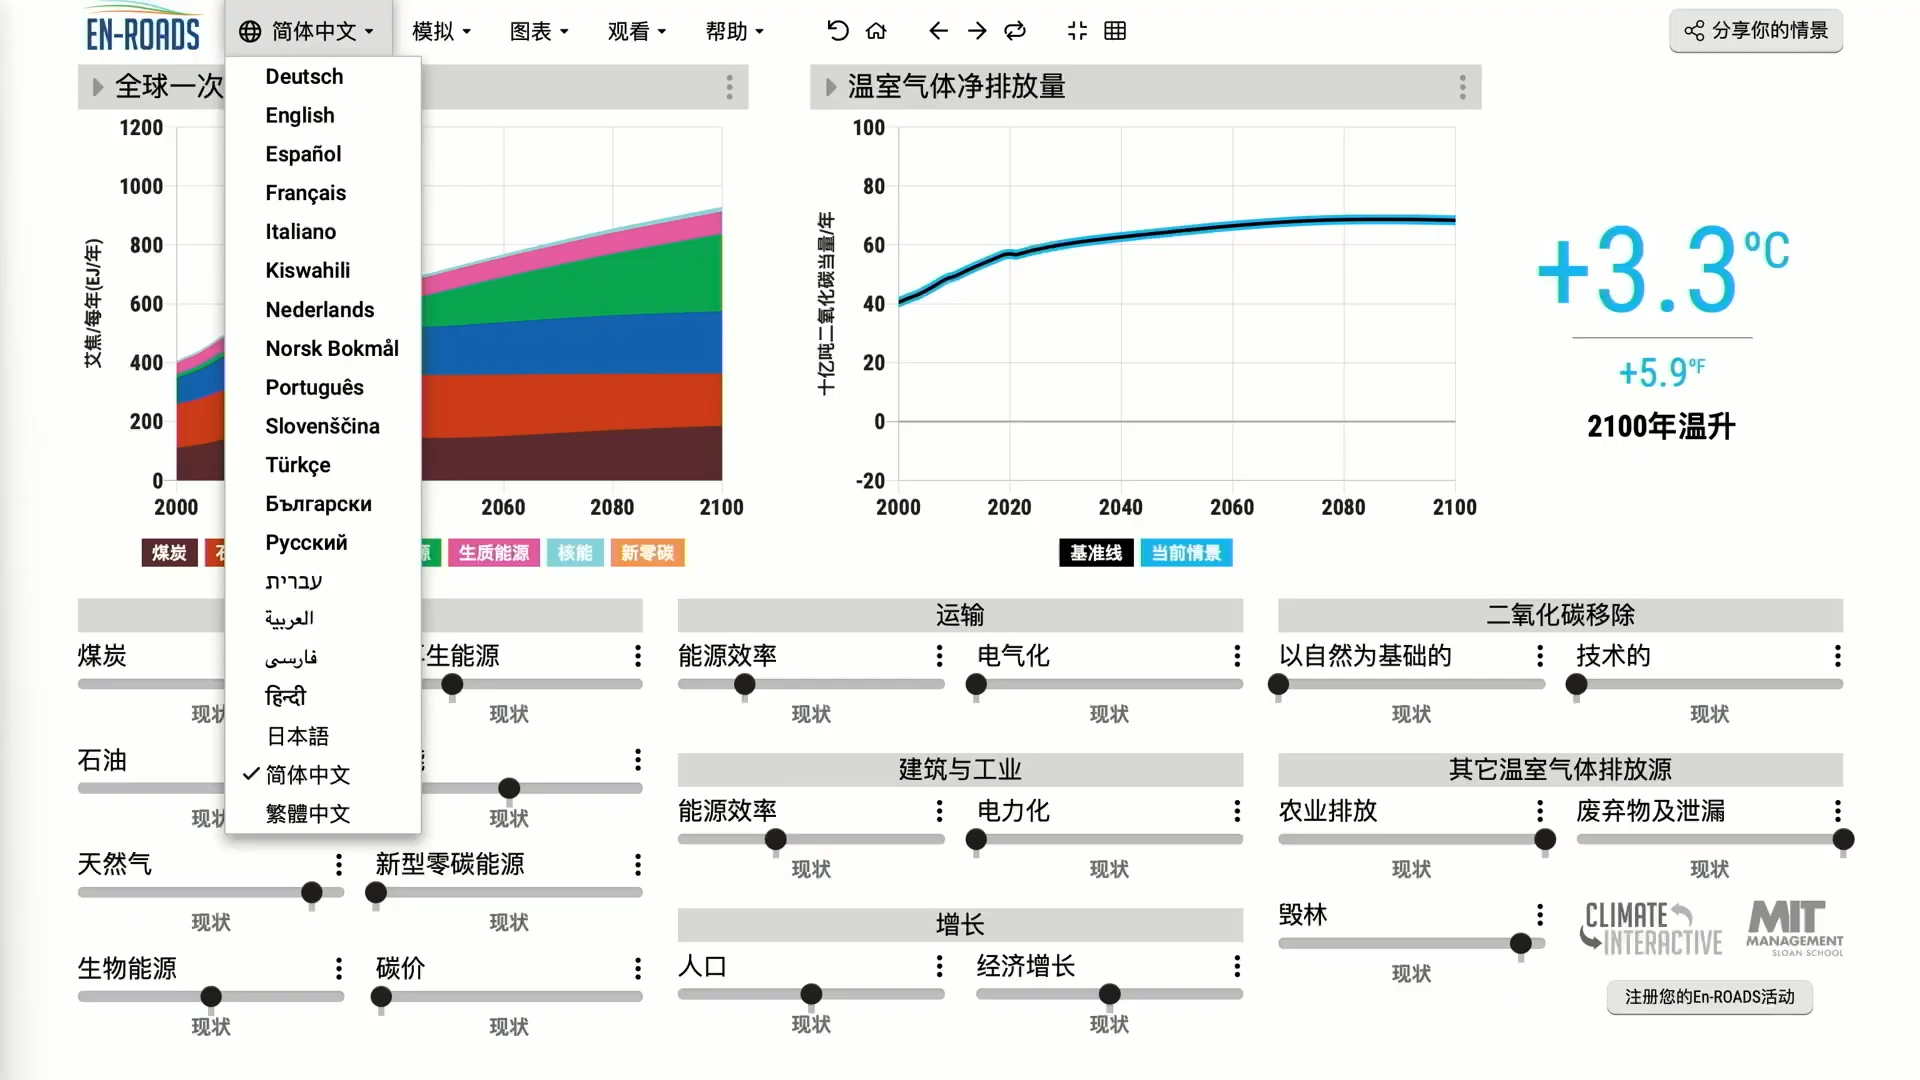 EN-ROADS
简体中文
模拟
图表
观看
帮助
分享你的情景
Deutsch
English
Español
Français
Italiano
Kiswahili
Nederlands
Norsk Bokmål
Português
Slovenščina
Türkçe
Български
Русский
עברית
العربية
فارسی
हिन्दी
日本語
简体中文
繁體中文
全球一次
艾焦/每年(EJ/年)
1200
1000
800
600
400
200
0
2000
2060
2080
2100
煤炭
生质能源
核能
新零碳
温室气体净排放量
十亿吨二氧化碳当量/年
100
80
60
40
20
0
-20
2000
2020
2040
2060
2080
2100
基准线
当前情景
+3.3°C
+5.9°F
2100年温升
煤炭
现状
生能源
现状
石油
现状
现状
天然气
现状
新型零碳能源
现状
生物能源
现状
碳价
现状
运输
能源效率
现状
电气化
现状
建筑与工业
能源效率
现状
电力化
现状
增长
人口
现状
经济增长
现状
二氧化碳移除
以自然为基础的
现状
技术的
现状
其它温室气体排放源
农业排放
现状
废弃物及泄漏
现状
毁林
现状
CLIMATE
INTERACTIVE
MIT
MANAGEMENT
SLOAN SCHOOL
注册您的En-ROADS活动